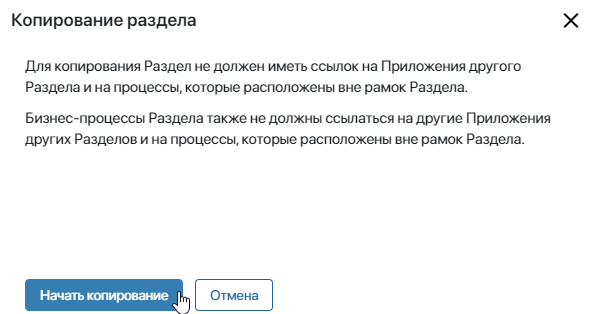 Копирование раздела
Для копирования Раздел не должен иметь ссылок на Приложения другого
Раздела и на процессы, которые расположены вне рамок Раздела.
Бизнес-процессы Раздела также не должны ссылаться на другие Приложения
других Разделов и на процессы, которые расположены вне рамок Раздела.
Начать копирование
Отмена